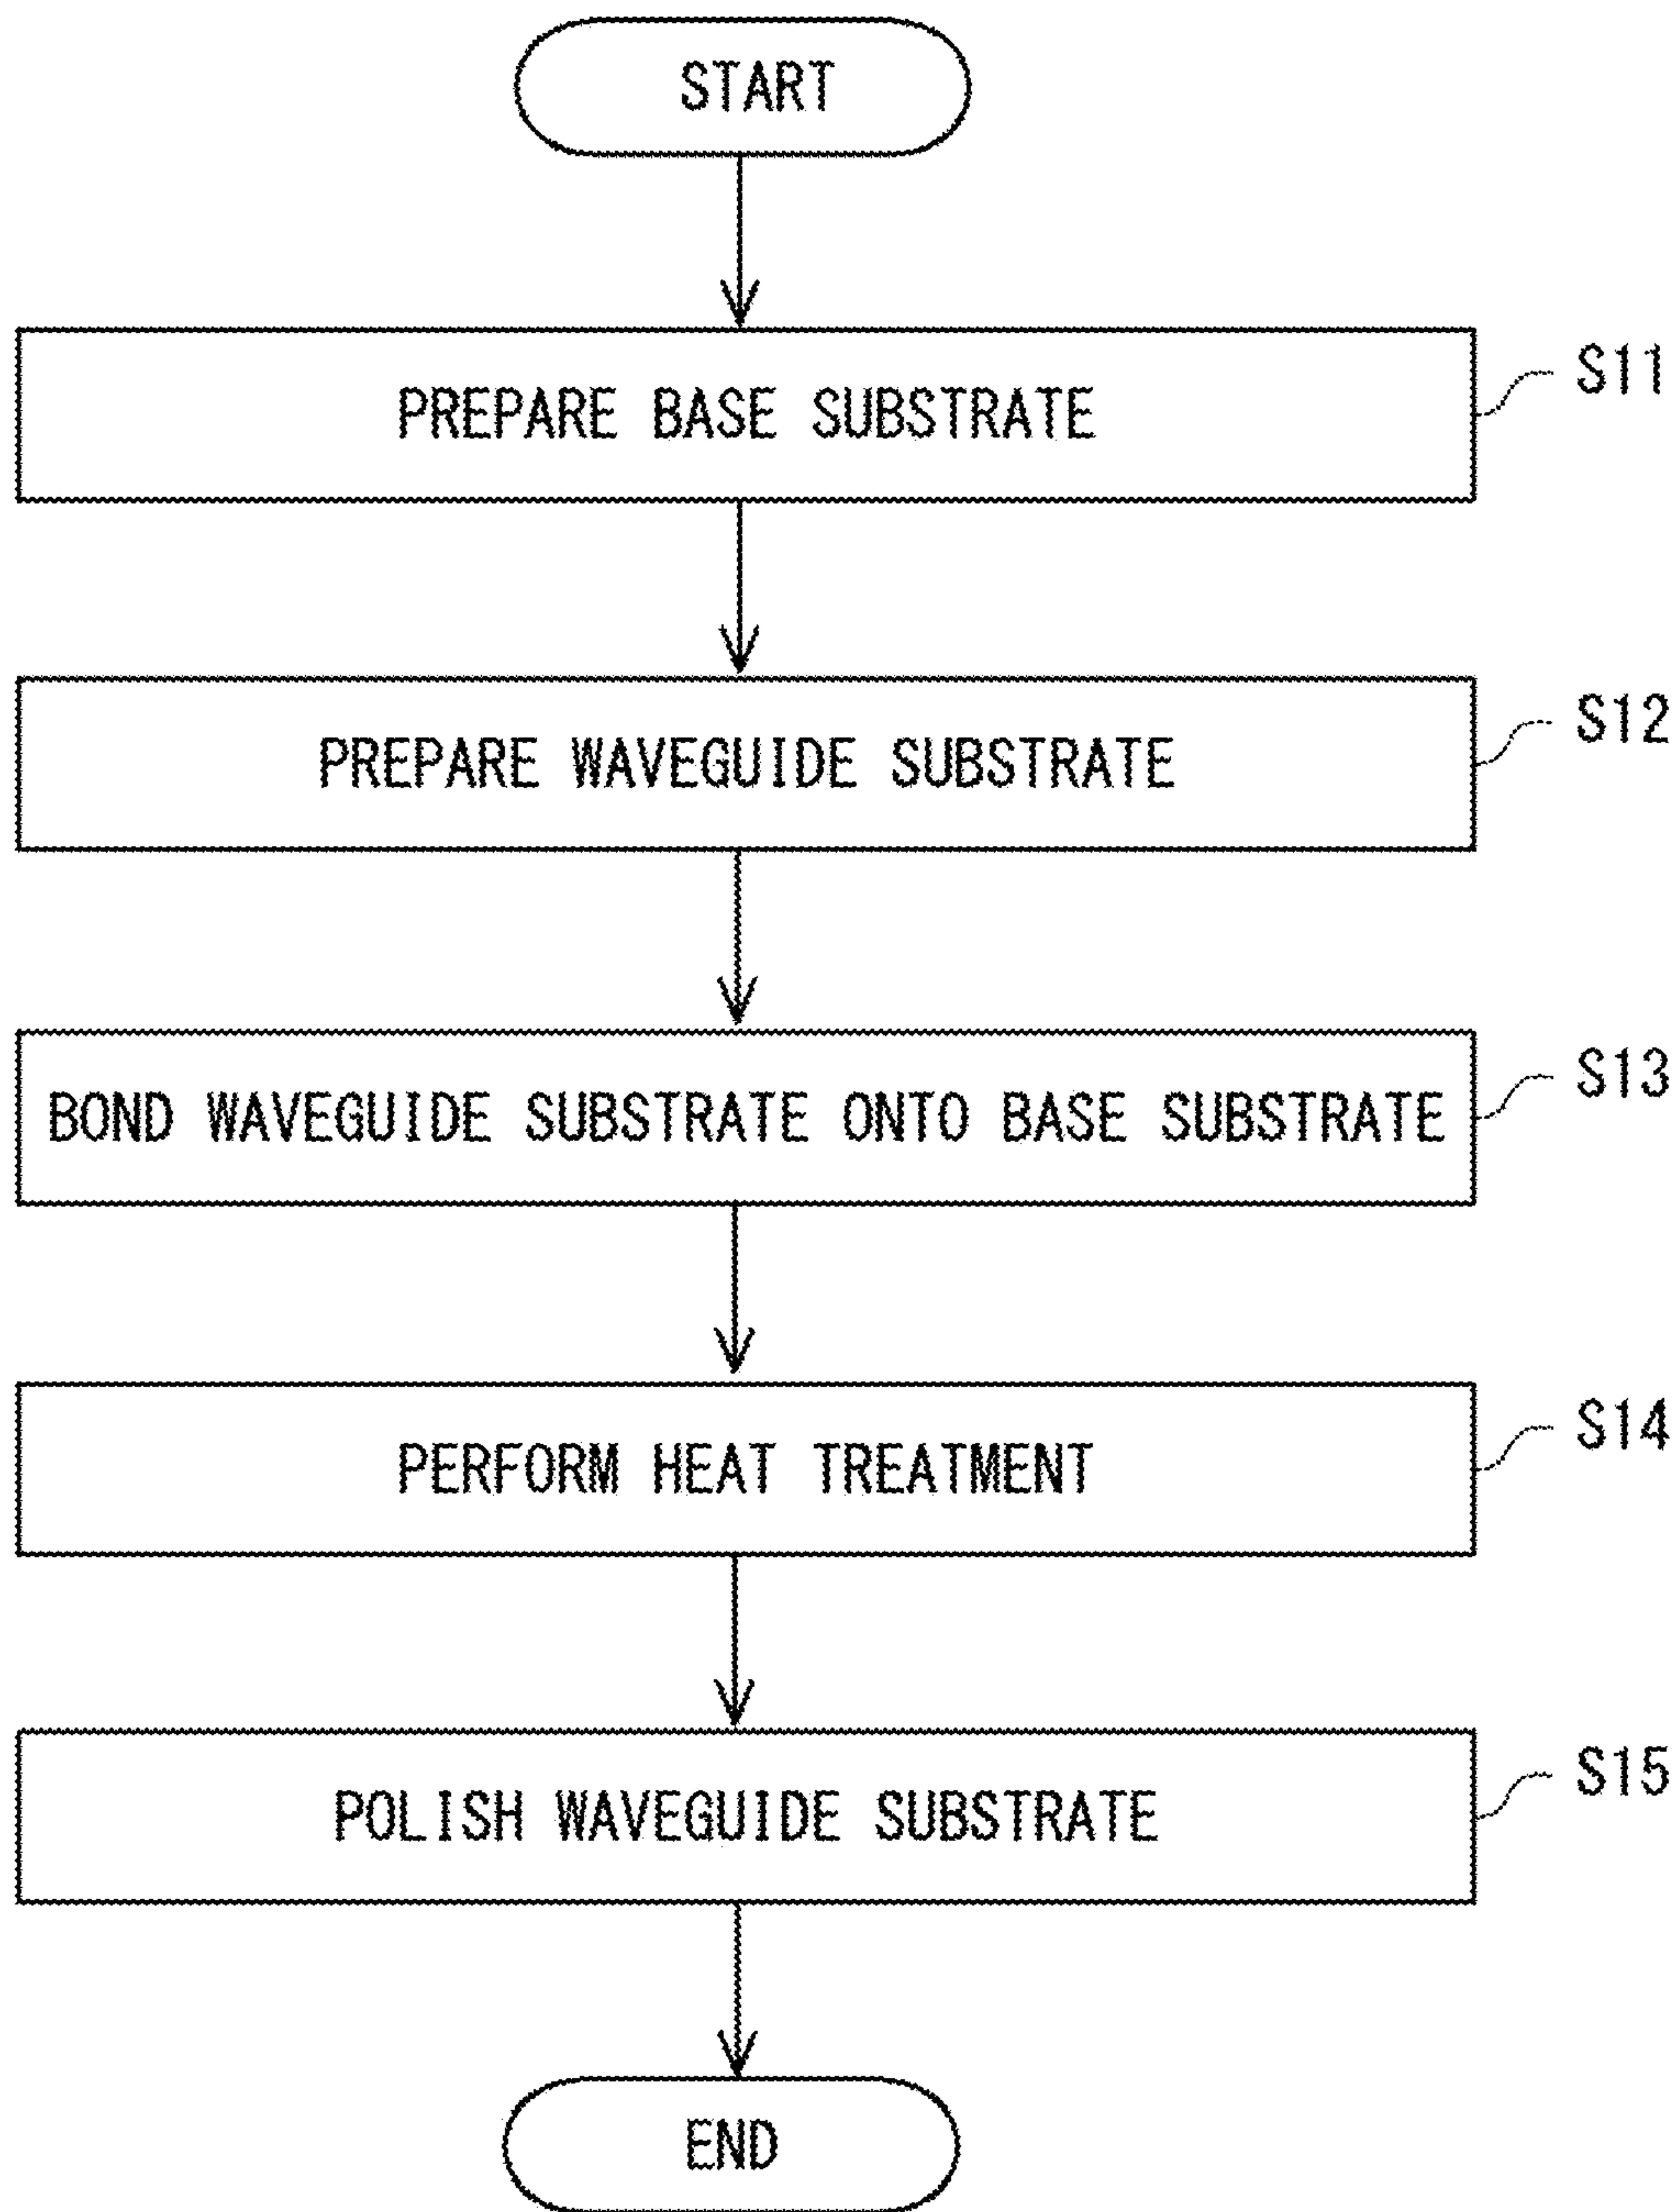 START
PREPARE BASE SUBSTRATE
S11
PREPARE WAVEGUIDE SUBSTRATE
S12
BOND WAVEGUIDE SUBSTRATE ONTO BASE SUBSTRATE
S13
PERFORM HEAT TREATMENT
S14
POLISH WAVEGUIDE SUBSTRATE
S15
END